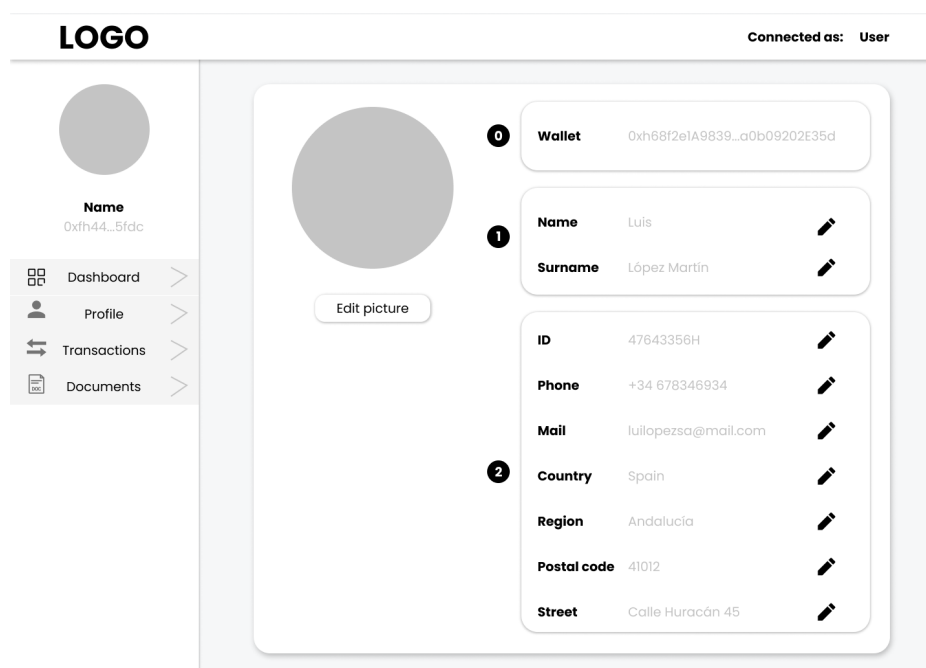 LOGO
Connected as: User
Name
0xfh44...5fdc
Dashboard
Profile
Transactions
DOC
Documents
Edit picture
0
Wallet 0xh68f2e1A9839...a0b09202E35d
1
Name Luis
Surname López Martín
2
ID 47643356H
Phone +34 678346934
Mail luilopezsa@mail.com
Country Spain
Region Andalucía
Postal code 41012
Street Calle Huracán 45